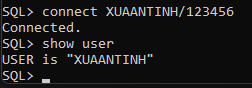 SQL> connect XUAANTINH/123456
Connected.
SQL> show user
USER is "XUAANTINH"
SQL>